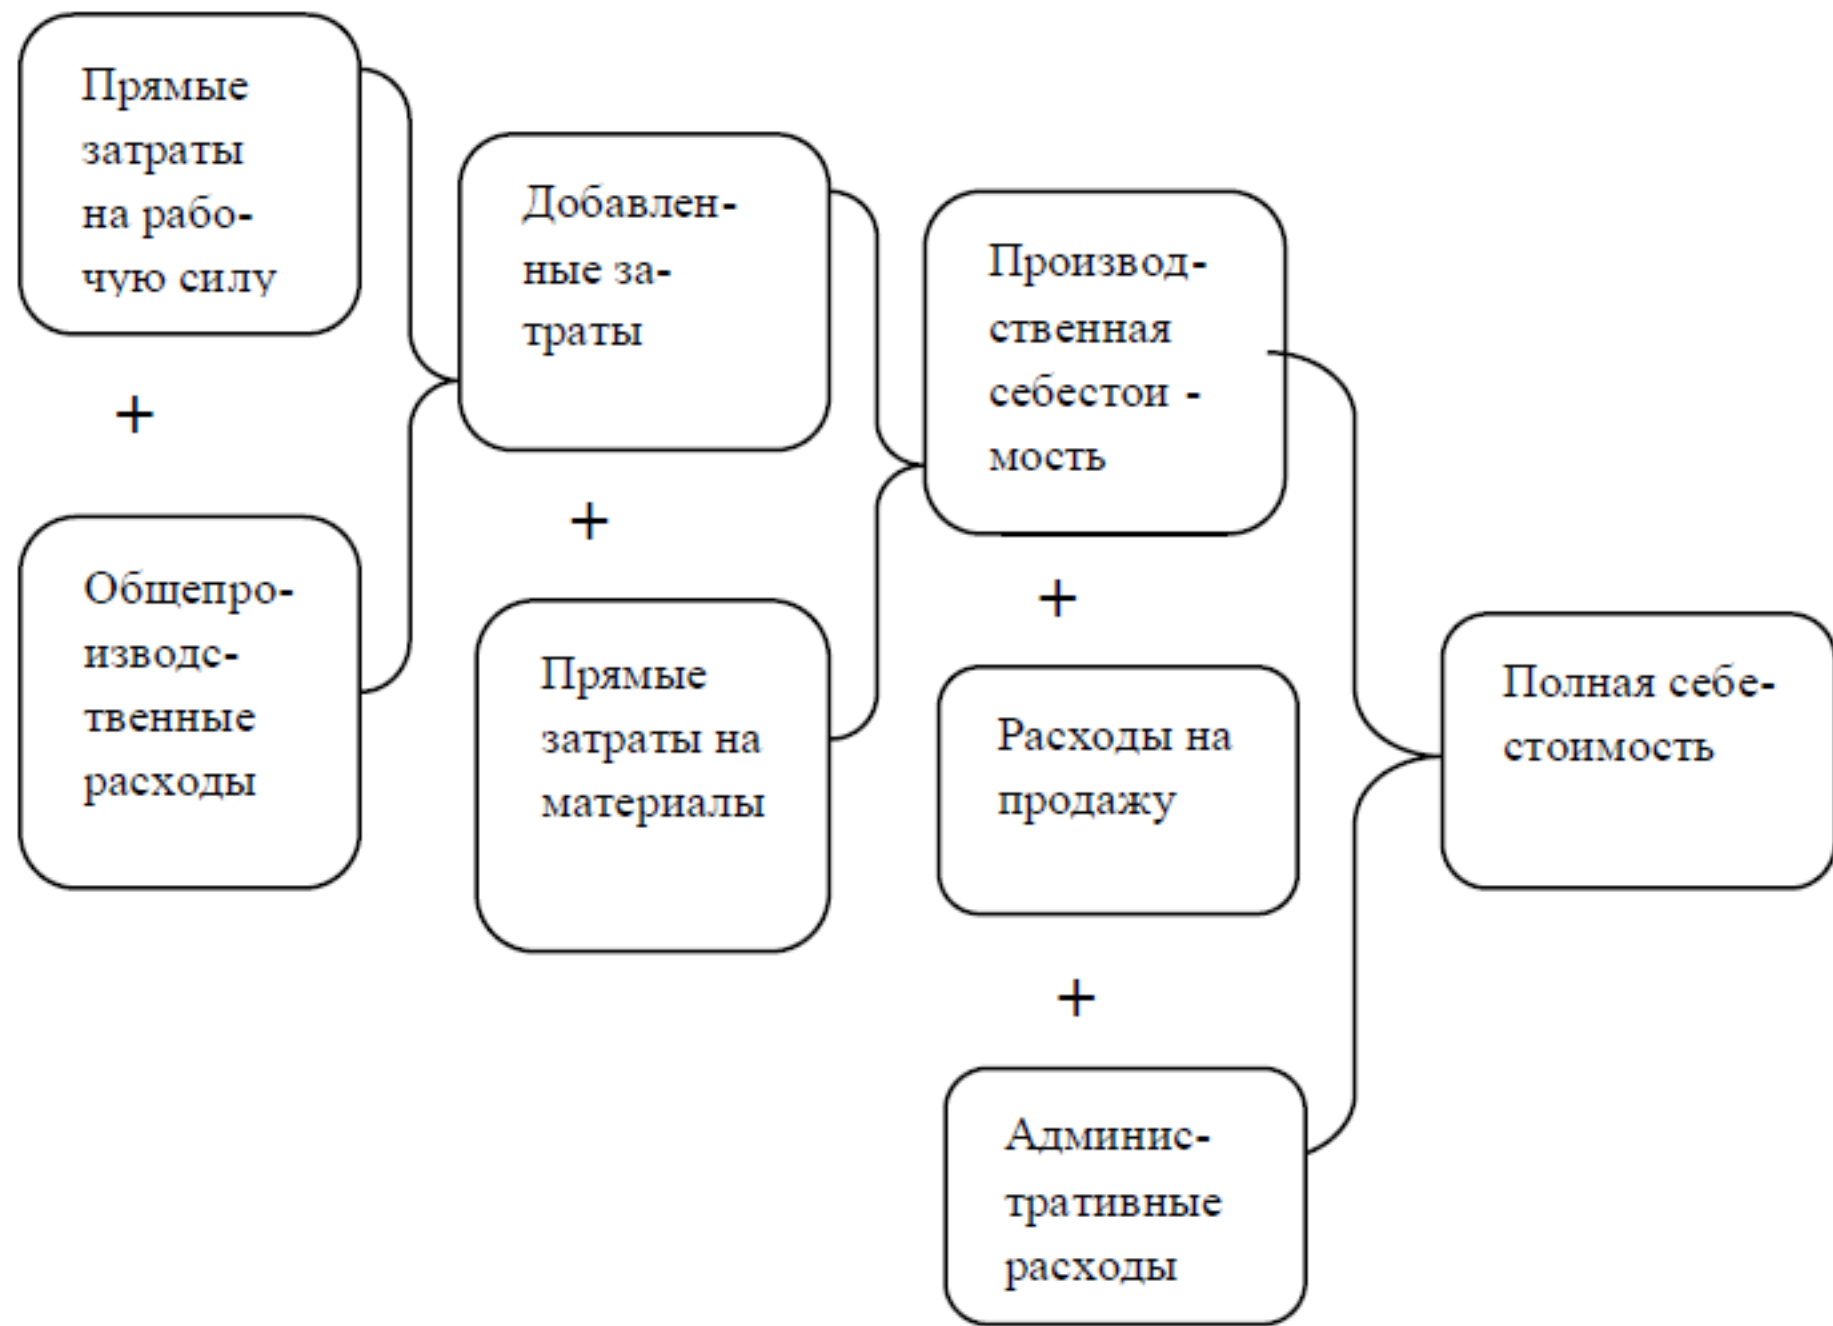 Прямые
затраты
на рабо-
чую силу
+
Общепро-
изводс-
твенные
расходы
Добавлен-
ные за-
траты
+
Прямые
затраты на
материалы
Производ-
ственная
себестои -
мость
+
Расходы на
продажу
+
Админис-
тративные
расходы
Полная себе-
стоимость